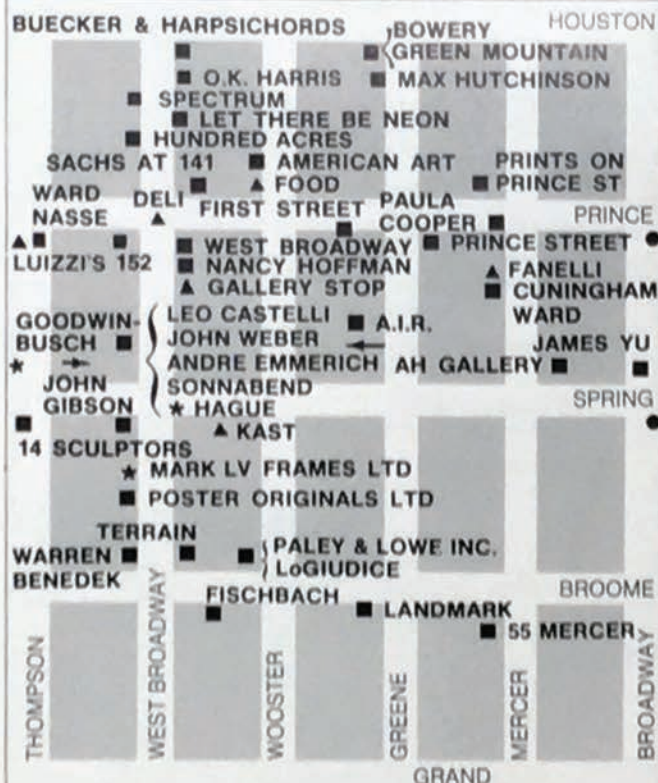 BUECKER & HARPSICHORDS
BOWERY
HOUSTON
GREEN MOUNTAIN
O.K. HARRIS
MAX HUTCHINSON
SPECTRUM
LET THERE BE NEON
HUNDRED ACRES
SACHS AT 141
AMERICAN ART
PRINTS ON
PRINCE ST
FOOD
WARD
NASSE
DELI
FIRST STREET
PAULA
COOPER
PRINCE
LUIZZI'S 152
WEST BROADWAY
PRINCE STREET
NANCY HOFFMAN
FANELLI
GALLERY STOP
CUNINGHAM
WARD
GOODWIN-
BUSCH
LEO CASTELLI
A.I.R.
JOHN WEBER
JAMES YU
ANDRE EMMERICH
AH GALLERY
JOHN
GIBSON
SONNABEND
SPRING
HAGUE
KAST
14 SCULPTORS
MARK LV FRAMES LTD
POSTER ORIGINALS LTD
TERRAIN
WARREN
BENEDEK
PALEY & LOWE INC.
LoGIUDICE
FISCHBACH
BROOME
LANDMARK
55 MERCER
THOMPSON
WEST BROADWAY
WOOSTER
GREENE
MERCER
BROADWAY
GRAND